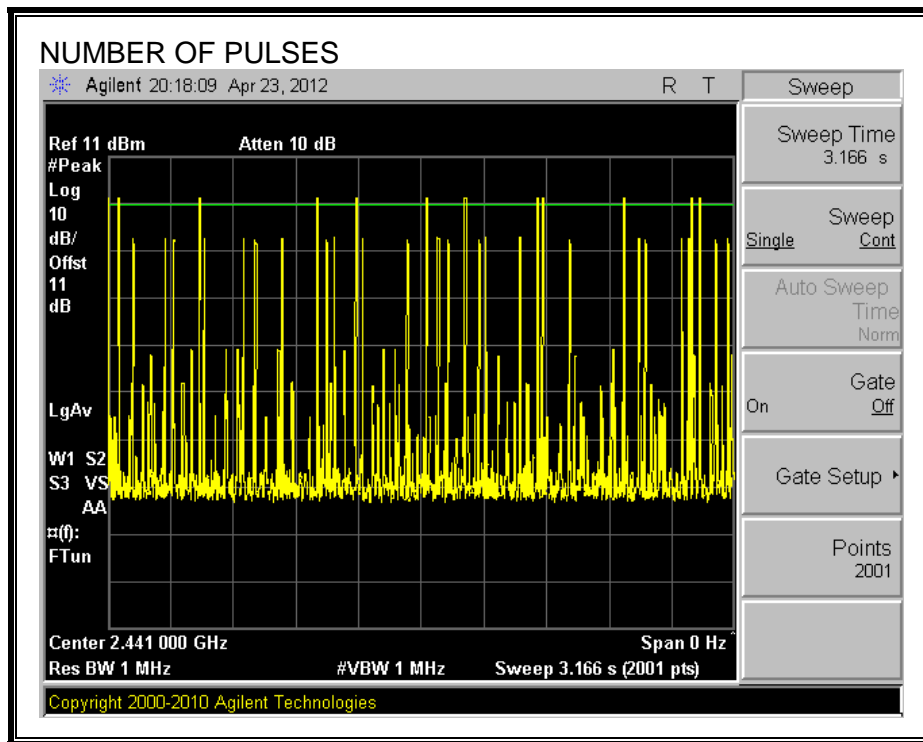 NUMBER OF PULSES
Agilent 20:18:09 Apr 23, 2012 R T
Ref 11 dBm Atten 10 dB
#Peak
Log
10
dB/
Offst
11
dB
LgAv
W1 S2
S3 VS
AA
¤(f):
FTun
Center 2.441 000 GHz Span 0 Hz^
Res BW 1 MHz #VBW 1 MHz Sweep 3.166 s (2001 pts)
Copyright 2000-2010 Agilent Technologies
Sweep
Sweep Time
3.166 s
Sweep
Single Cont
Auto Sweep
Time
Norm
Gate
On Off
Gate Setup
Points
2001